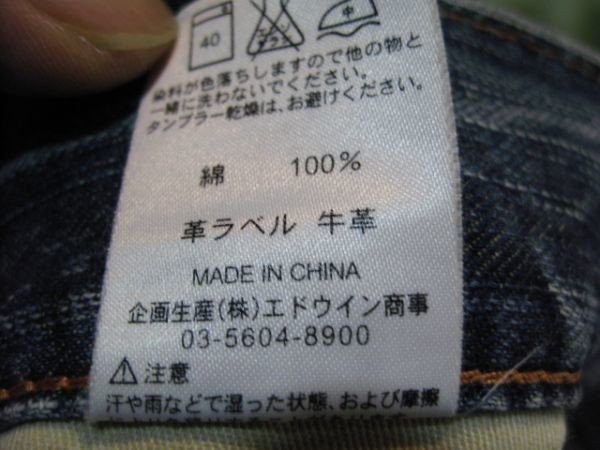 40
中
染料が色落ちしますので他の物と
一緒に洗わないでください。
タンブラー乾燥は、お避けください。
綿 100%
革ラベル 牛革
MADE IN CHINA
企画生産(株)エドウイン商事
03-5604-8900
注意
汗や雨などで湿った状態、および摩擦